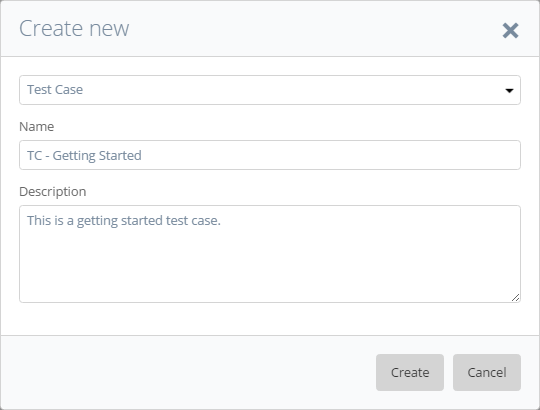 Create new
Test Case
Name
TC - Getting Started
Description
This is a getting started test case.
Create
Cancel